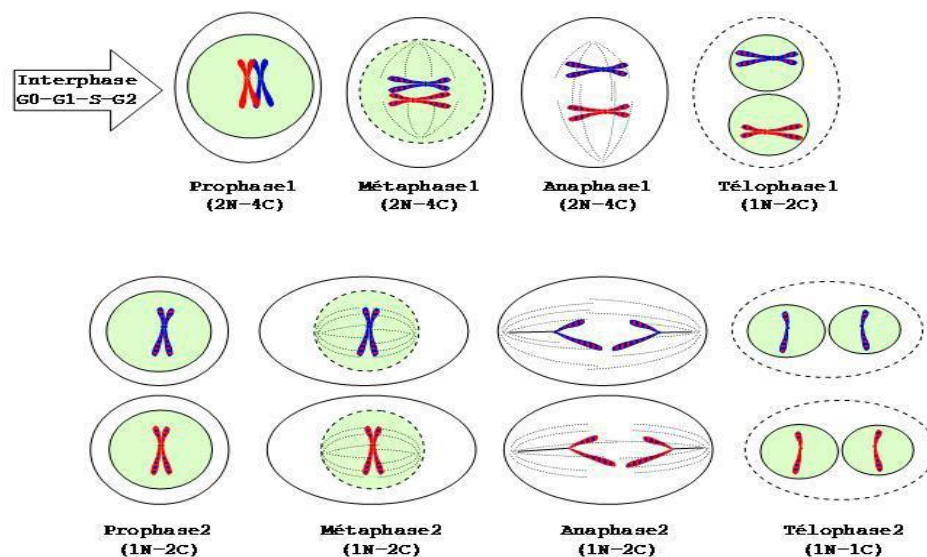 Interphase
G0-G1-S-G2
Prophase1
(2N-4C)
Métaphase1
(2N-4C)
Anaphase1
(2N-4C)
Télophase1
(1N-2C)
Prophase2
(1N-2C)
Métaphase2
(1N-2C)
Anaphase2
(1N-2C)
Télophase2
(1N-1C)